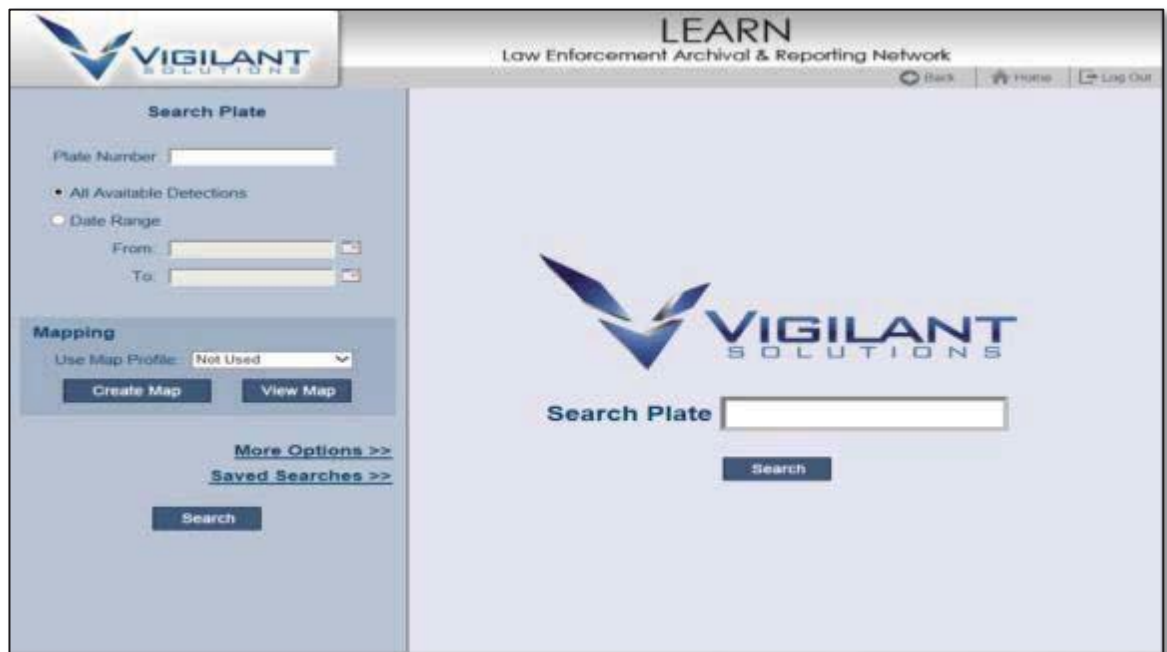 VIGILANT
SOLUTIONS
LEARN
Law Enforcement Archival & Reporting Network
Back
Home
Log Out
Search Plate
Plate Number
All Available Detections
Date Range
From:
To:
Mapping
Use Map Profile: Not Used
Create Map
View Map
More Options >>
Saved Searches >>
Search
VIGILANT
SOLUTIONS
Search Plate
Search